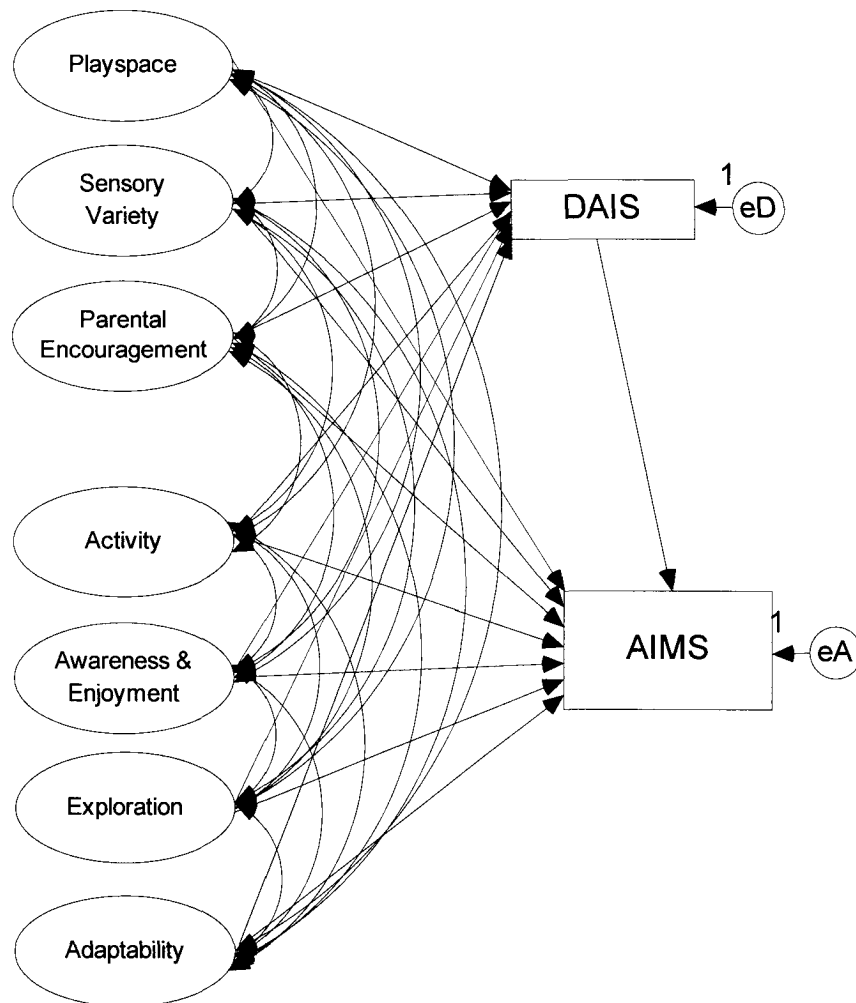 Playspace
Sensory
Variety
Parental
Encouragement
Activity
Awareness &
Enjoyment
Exploration
Adaptability
1
DAIS
eD
1
AIMS
eA